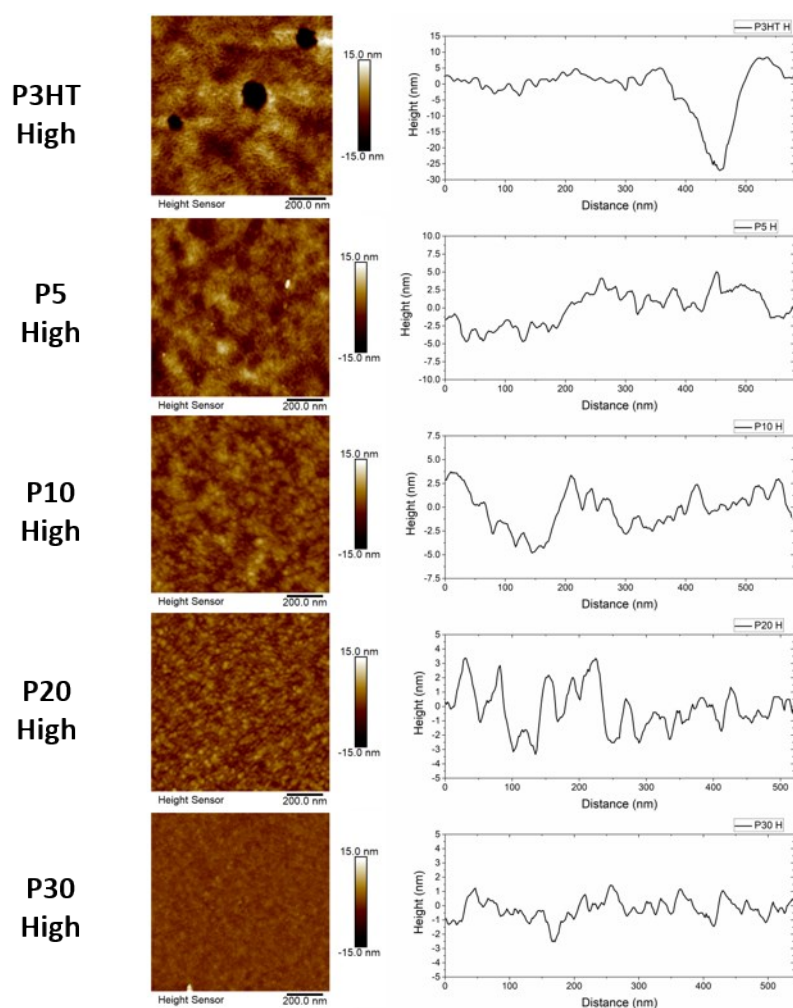 P3HT
High
15.0 nm
-15.0 nm
Height Sensor
200.0 nm
P3HT H
Height (nm)
15
10
5
0
-5
-10
-15
-20
-25
-30
0 100 200 300 400 500
Distance (nm)
P5
High
15.0 nm
-15.0 nm
Height Sensor
200.0 nm
P5 H
Height (nm)
10.0
7.5
5.0
2.5
0.0
-2.5
-5.0
-7.5
-10.0
0 100 200 300 400 500
Distance (nm)
P10
High
15.0 nm
-15.0 nm
Height Sensor
200.0 nm
P10 H
Height (nm)
7.5
5.0
2.5
0.0
-2.5
-5.0
-7.5
0 100 200 300 400 500
Distance (nm)
P20
High
15.0 nm
-15.0 nm
Height Sensor
200.0 nm
P20 H
Height (nm)
5
4
3
2
1
0
-1
-2
-3
-4
-5
0 100 200 300 400 500
Distance (nm)
P30
High
15.0 nm
-15.0 nm
Height Sensor
200.0 nm
P30 H
Height (nm)
5
4
3
2
1
0
-1
-2
-3
-4
-5
0 100 200 300 400 500
Distance (nm)